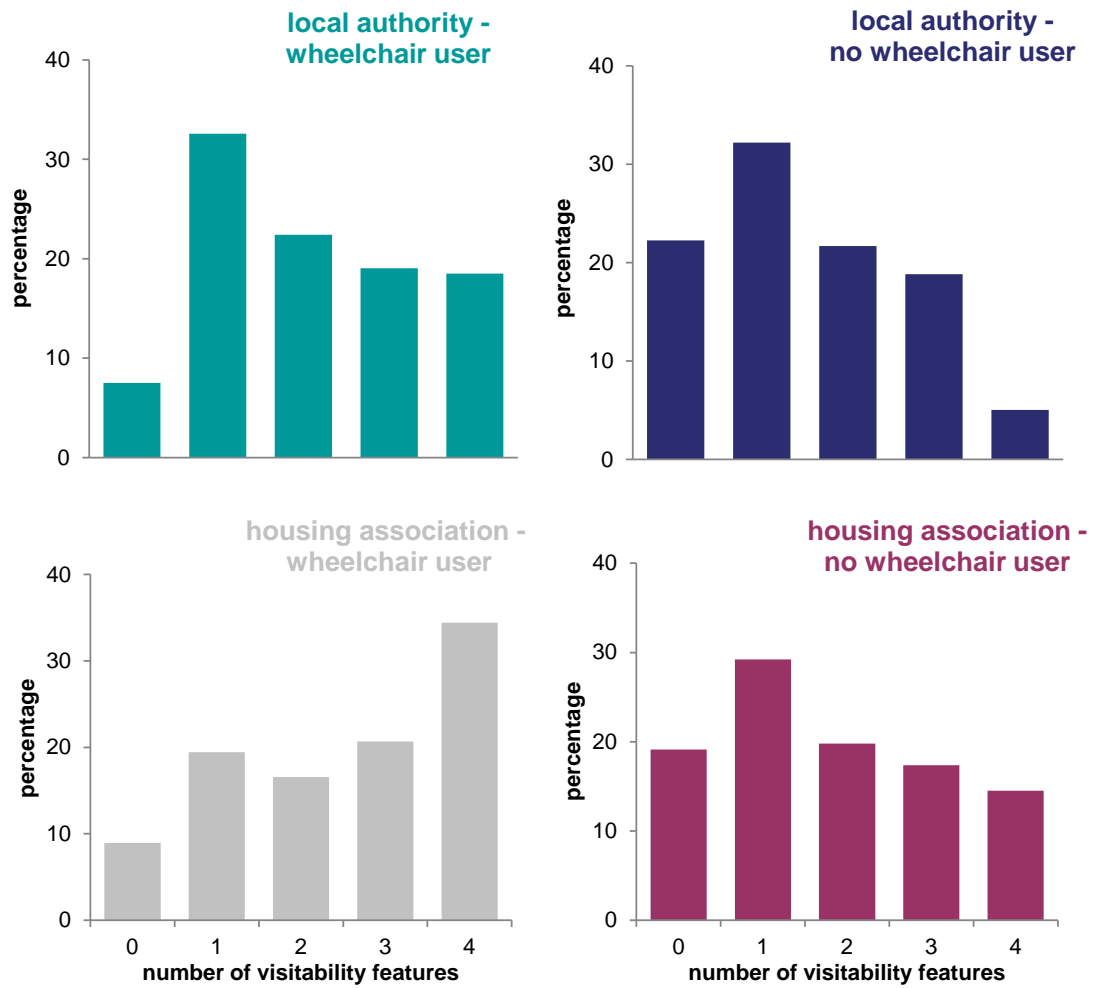 local authority -
wheelchair user
40
30
20
10
0
percentage
local authority -
no wheelchair user
40
30
20
10
0
percentage
housing association -
wheelchair user
40
30
20
10
0
percentage
0 1 2 3 4
number of visitability features
housing association -
no wheelchair user
40
30
20
10
0
percentage
0 1 2 3 4
number of visitability features